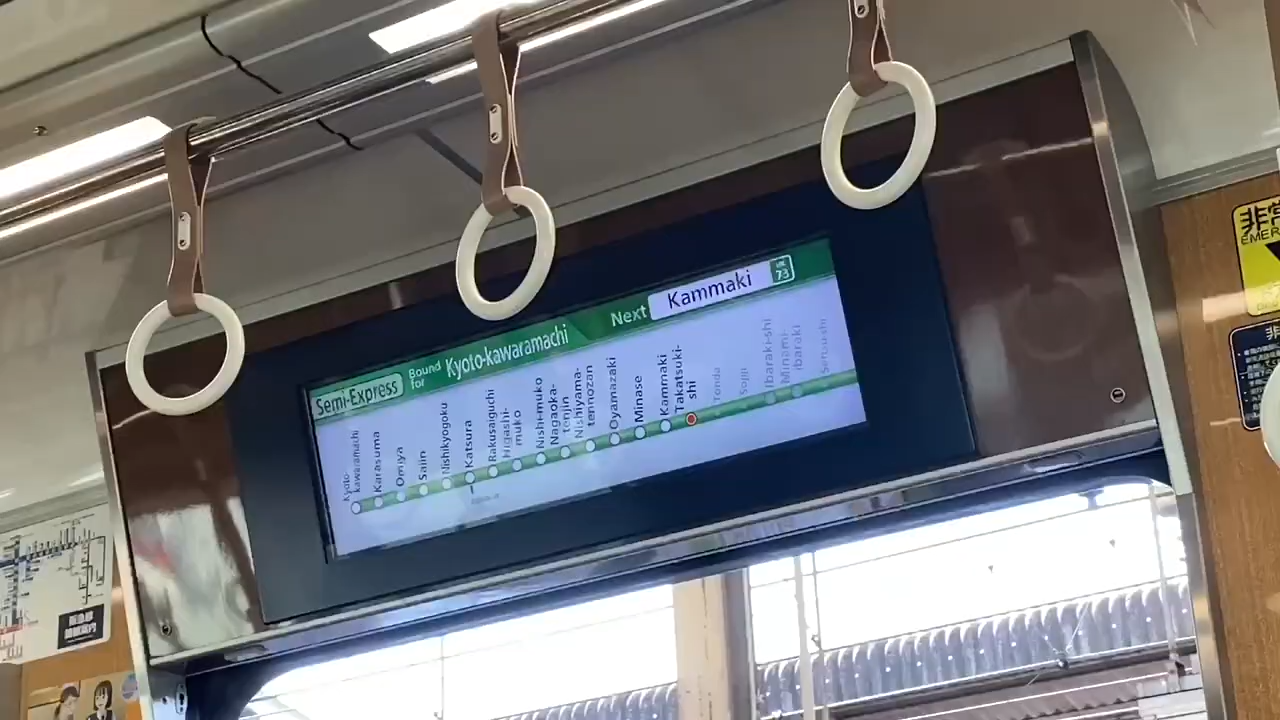 Semi-Express
Bound
for
Kyoto-kawaramachi
Next
Kammaki
HK
73
Kyoto-
kawaramachi
Karasuma
Omiya
Saiin
Nishikyogoku
Katsura
Rakusaiguchi
Higashi-
muko
Nishi-muko
Nagaoka-
tenjin
Nishiyama-
tennozan
Oyamazaki
Minase
Kammaki
Takatsuki-
shi
Tonda
Sojiji
Ibaraki-shi
Minami-
ibaraki
非常
EMER
非